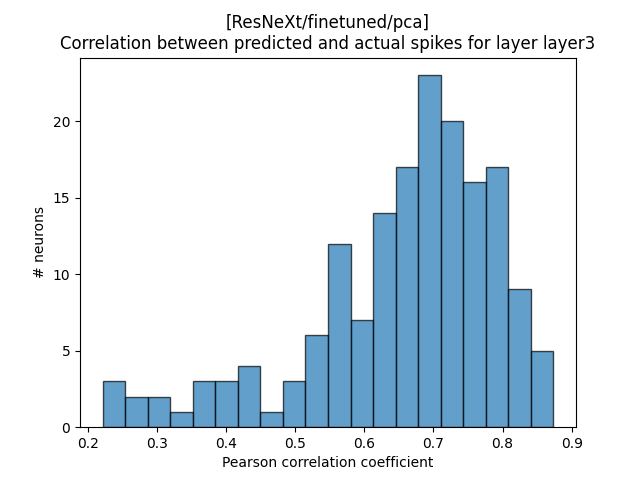 [ResNeXt/finetuned/pca]
Correlation between predicted and actual spikes for layer layer3
20
15
10
5
0
# neurons
0.2 0.3 0.4 0.5 0.6 0.7 0.8 0.9
Pearson correlation coefficient